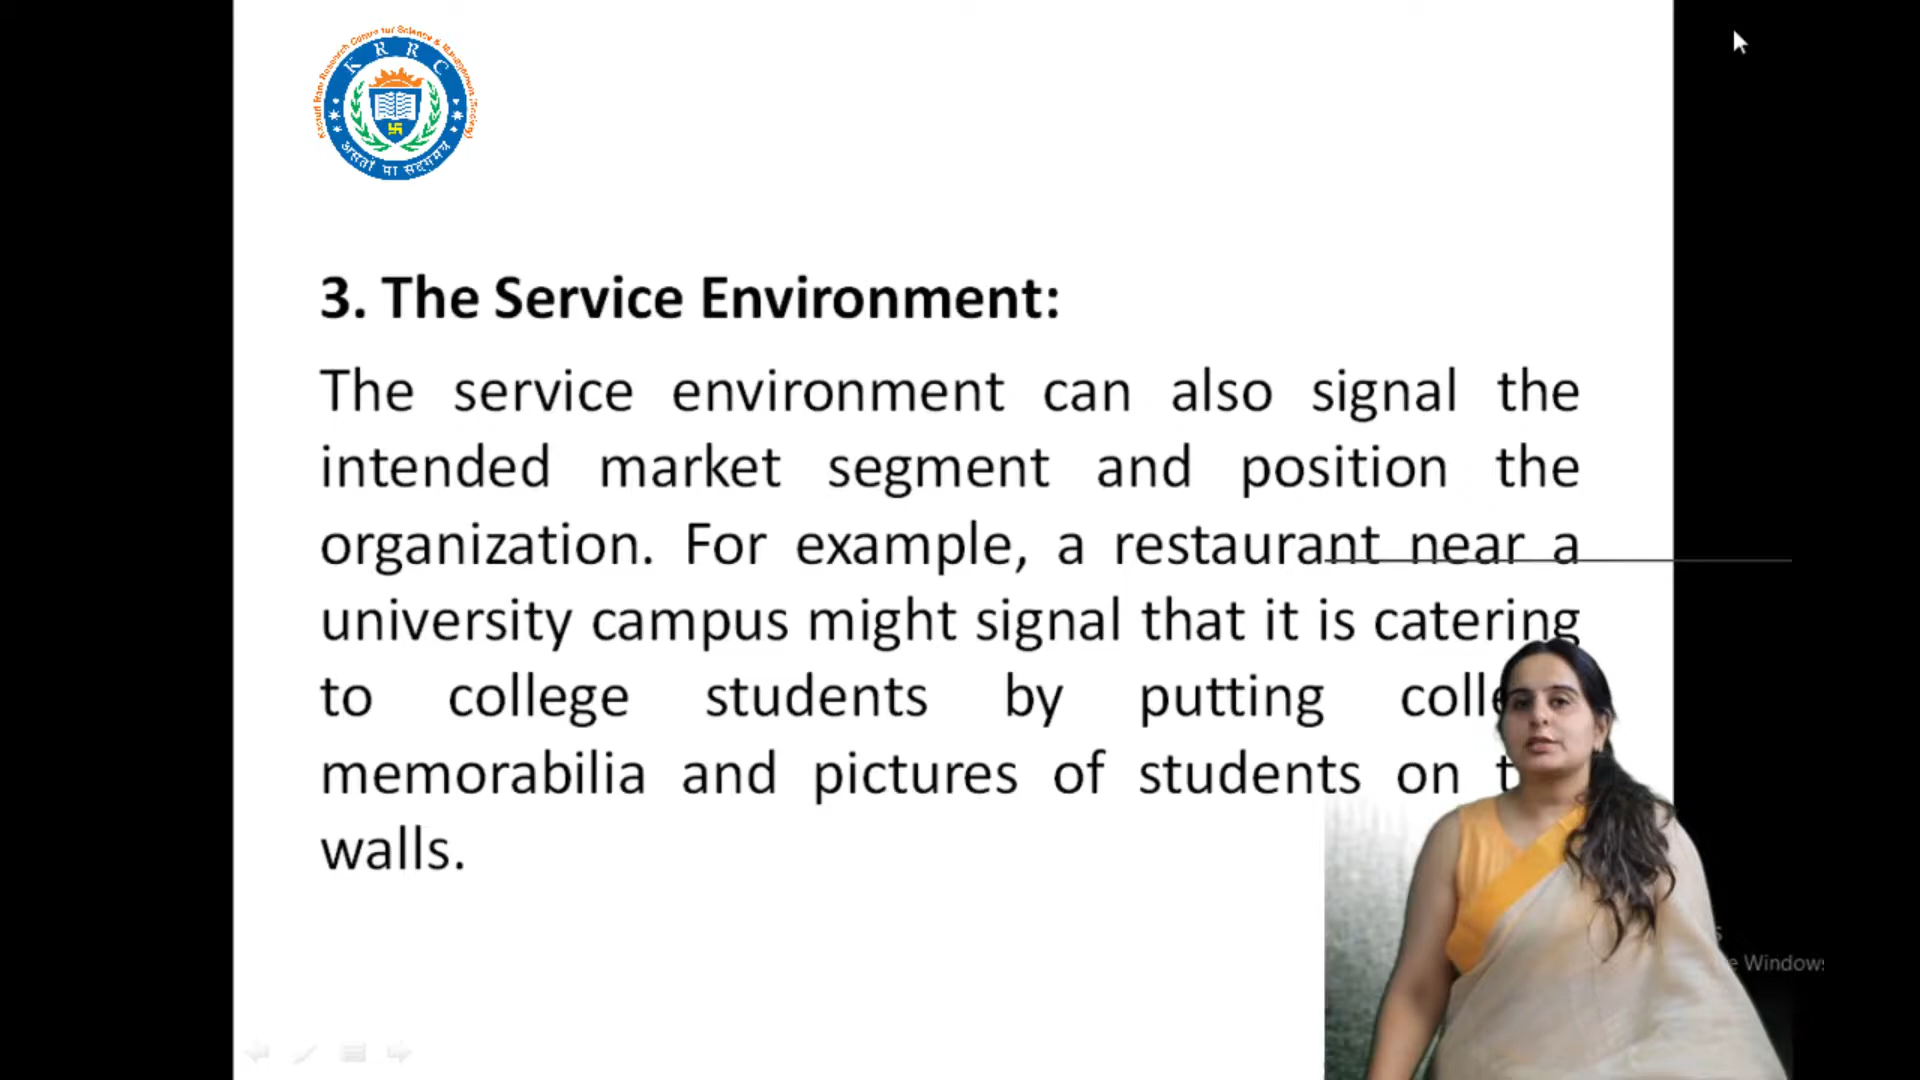 K R R C
असतो मा सदगमय
3. The Service Environment:
The service environment can also signal the
intended market segment and position the
organization. For example, a restaurant near a
university campus might signal that it is catering
to college students by putting
memorabilia and pictures of students on
walls.
Windows